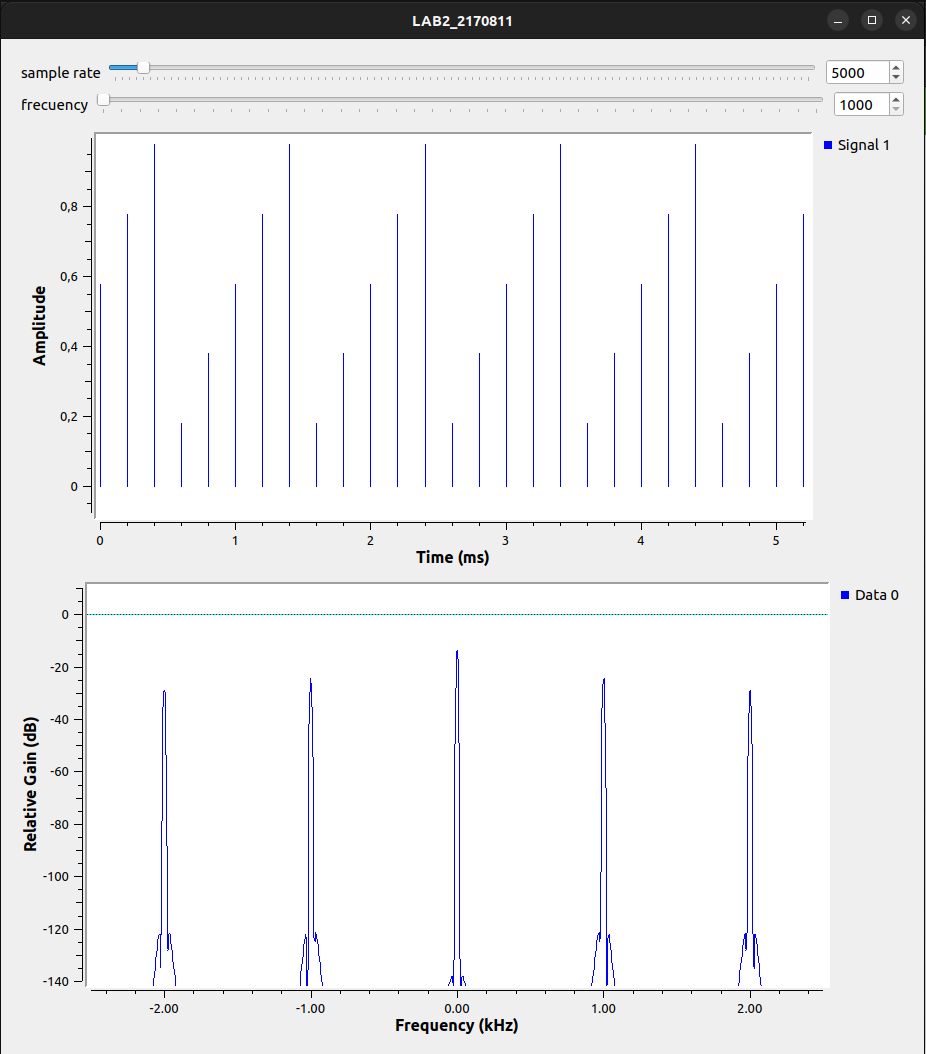 LAB2_2170811
sample rate 5000
frecuency 1000
Signal 1
0,8
0,6
0,4
0,2
0
Amplitude
0 1 2 3 4 5
Time (ms)
Data 0
0
-20
-40
-60
-80
-100
-120
-140
Relative Gain (dB)
-2.00 -1.00 0.00 1.00 2.00
Frequency (kHz)